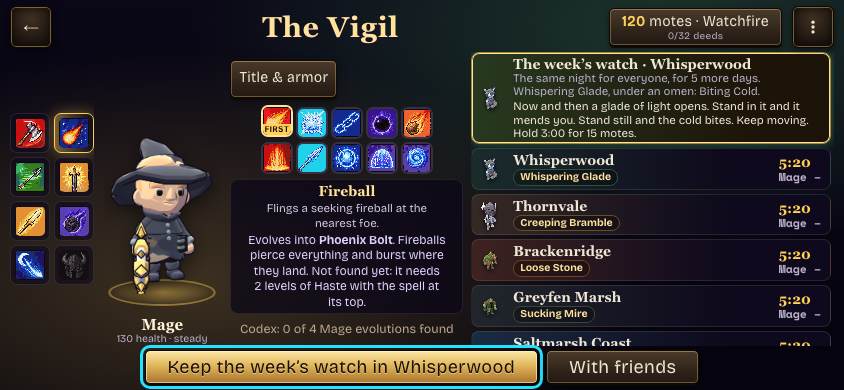 ←
The Vigil
120 motes · Watchfire
0/32 deeds
Title & armor
FIRST
Fireball
Flings a seeking fireball at the
nearest foe.
Evolves into Phoenix Bolt. Fireballs
pierce everything and burst where
they land. Not found yet: it needs
2 levels of Haste with the spell at
its top.
Codex: 0 of 4 Mage evolutions found
Mage
130 health · steady
The week's watch · Whisperwood
The same night for everyone, for 5 more days.
Whispering Glade, under an omen: Biting Cold.
Now and then a glade of light opens. Stand in it and it
mends you. Stand still and the cold bites. Keep moving.
Hold 3:00 for 15 motes.
Whisperwood
Whispering Glade
5:20
Mage –
Thornvale
Creeping Bramble
5:20
Mage –
Brackenridge
Loose Stone
5:20
Mage –
Greyfen Marsh
Sucking Mire
5:20
Mage –
Saltmarsh Coast
5:20
Keep the week's watch in Whisperwood
With friends